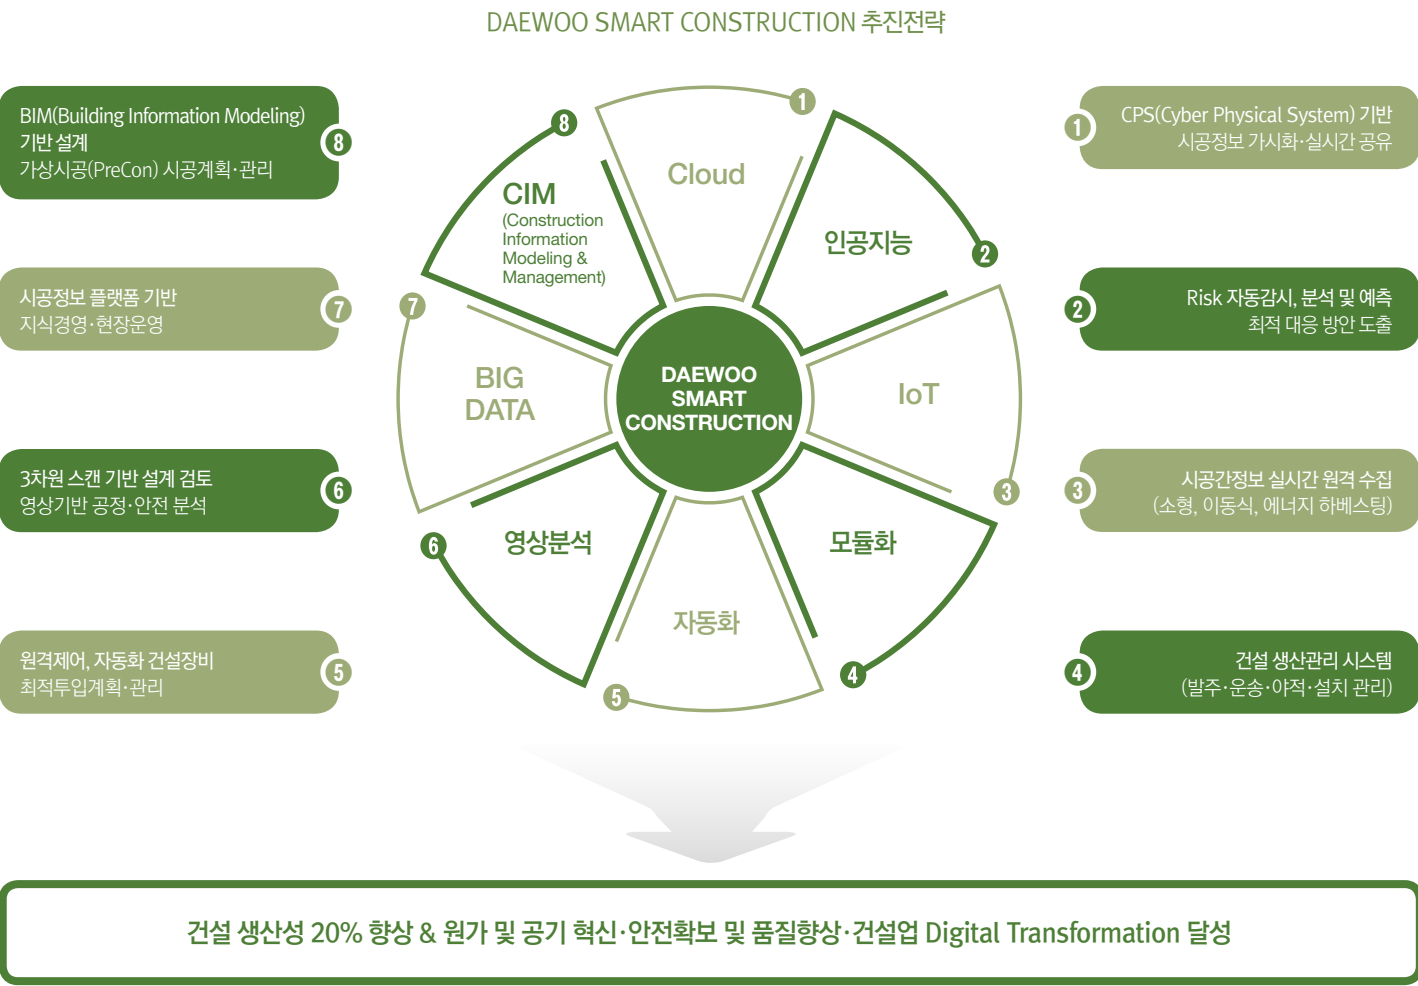 DAEWOO SMART CONSTRUCTION 추진전략
BIM(Building Information Modeling)
기반 설계
가상시공(PreCon) 시공계획·관리
8
시공정보 플랫폼 기반
지식경영·현장운영
7
3차원 스캔 기반 설계 검토
영상기반 공정·안전 분석
6
원격제어, 자동화 건설장비
최적투입계획·관리
5
1
Cloud
2
인공지능
3
IoT
4
모듈화
5
자동화
6
영상분석
7
BIG
DATA
8
CIM
(Construction
Information
Modeling &
Management)
DAEWOO
SMART
CONSTRUCTION
1
CPS(Cyber Physical System) 기반
시공정보 가시화·실시간 공유
2
Risk 자동감시, 분석 및 예측
최적 대응 방안 도출
3
시공간정보 실시간 원격 수집
(소형, 이동식, 에너지 하베스팅)
4
건설 생산관리 시스템
(발주·운송·야적·설치 관리)
건설 생산성 20% 향상 & 원가 및 공기 혁신·안전확보 및 품질향상·건설업 Digital Transformation 달성